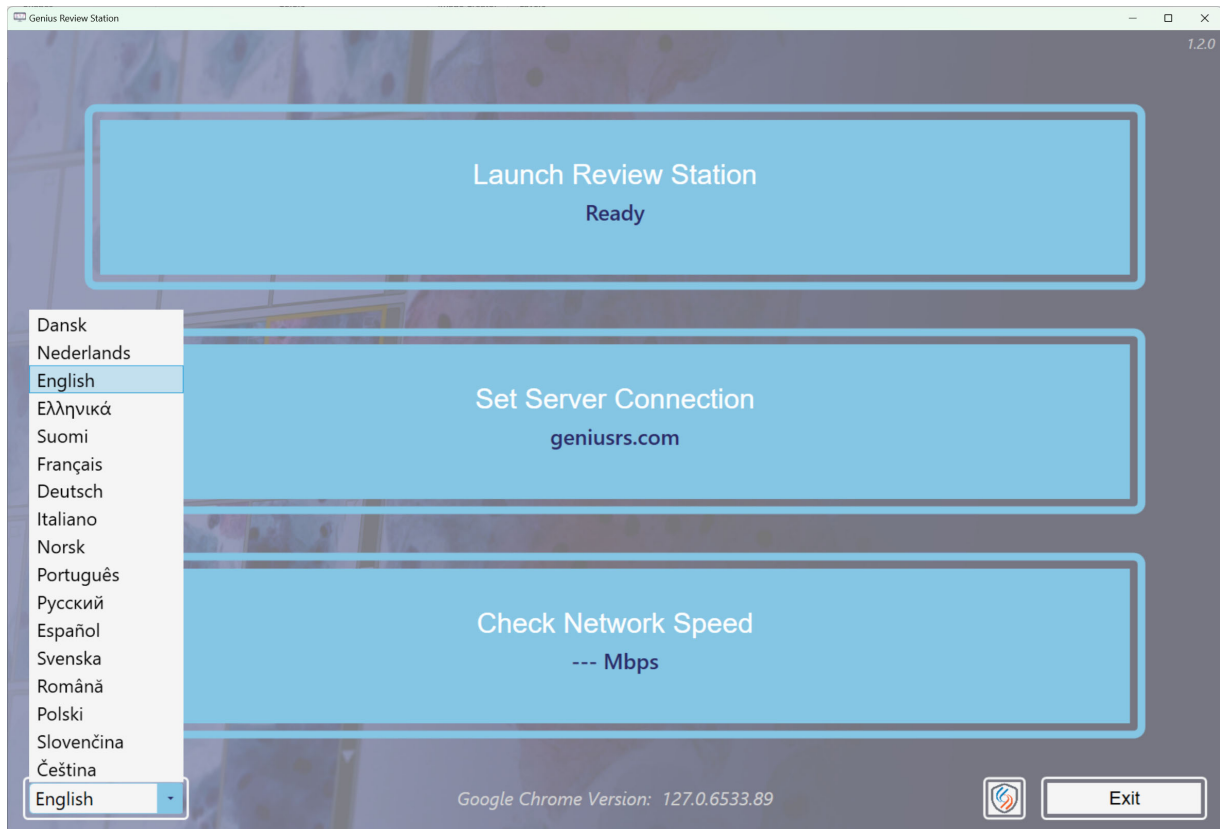 Genius Review Station
1.2.0
Launch Review Station
Ready
Set Server Connection
geniusrs.com
Check Network Speed
--- Mbps
Dansk
Nederlands
English
Ελληνικά
Suomi
Français
Deutsch
Italiano
Norsk
Português
Русский
Español
Svenska
Română
Polski
Slovenčina
Čeština
English
Google Chrome Version: 127.0.6533.89
Exit